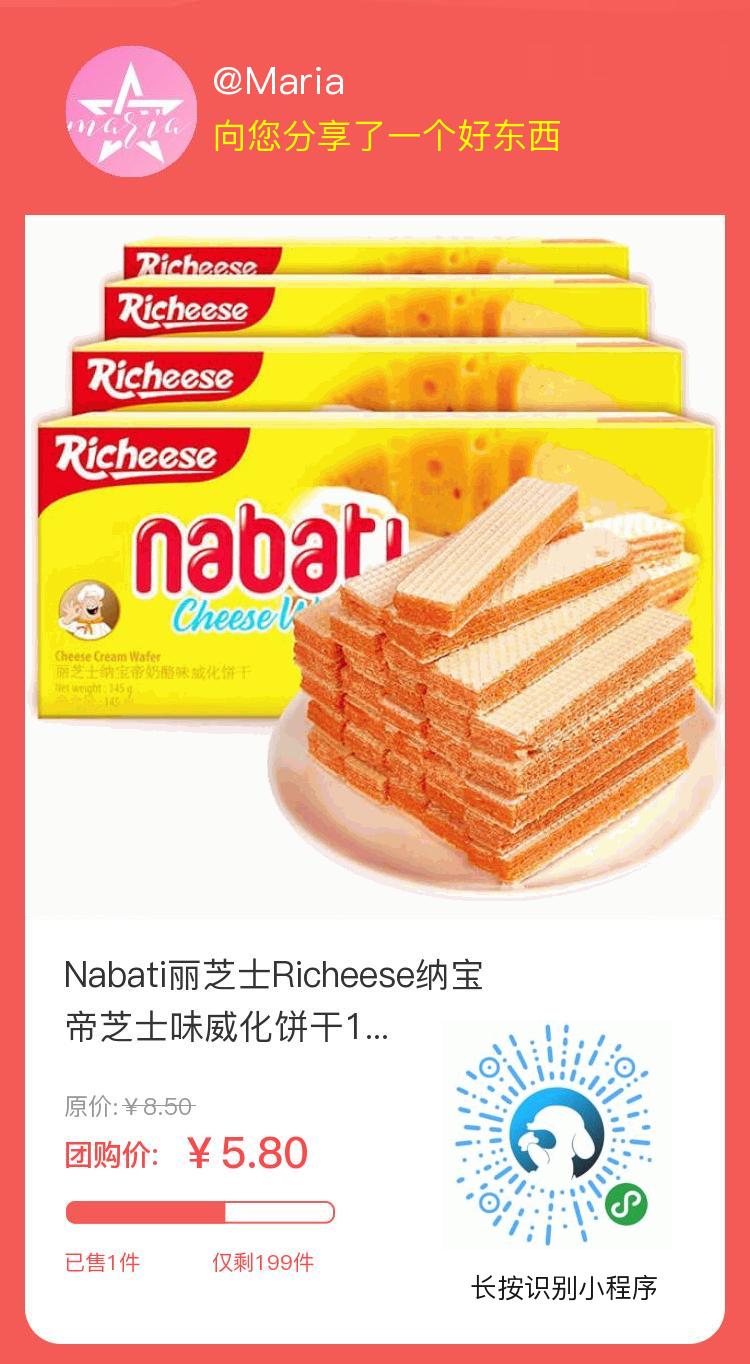 maria
@Maria
向您分享了一个好东西
Richeese
Richeese
Richeese
Richeese
nabati
Cheese W
Cheese Cream Wafer
丽芝士纳宝帝奶酪味威化饼干
Net weight : 145 g
Nabati丽芝士Richeese纳宝
帝芝士味威化饼干1...
原价:￥8.50
团购价: ￥5.80
已售1件 仅剩199件
长按识别小程序